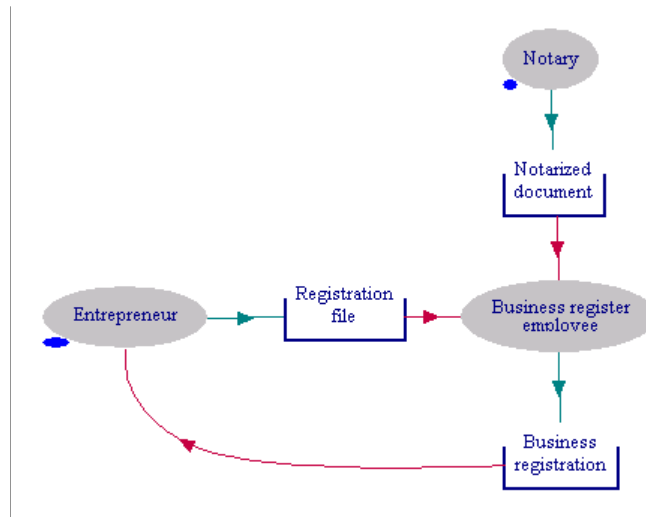 Notary
Notarized
document
Registration
file
Entrepreneur
Business register
employee
Business
registration